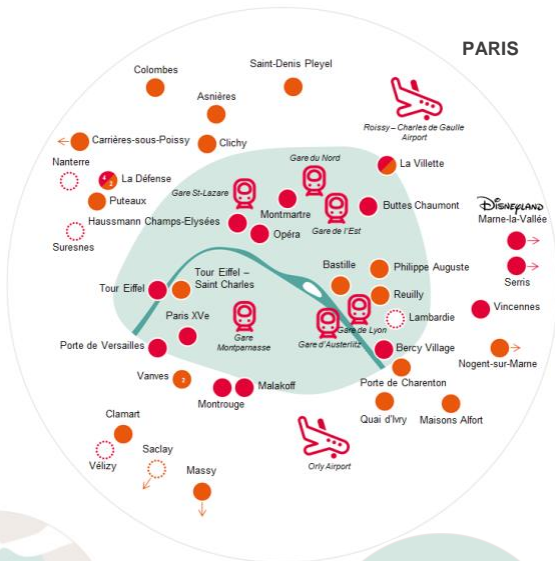 PARIS
Saint-Denis Pleyel
Colombes
Asnières
Roissy – Charles de Gaulle
Airport
Carrières-sous-Poissy
Clichy
Nanterre
Gare du Nord
La Villette
4
2
La Défense
Gare St-Lazare
Puteaux
Montmartre
Buttes Chaumont
DISNEYLAND
Marne-la-Vallée
Haussmann Champs-Elysées
Gare de l'Est
Opéra
Suresnes
Bastille
Philippe Auguste
Serris
Tour Eiffel –
Saint Charles
Tour Eiffel
Reuilly
Vincennes
Paris XVe
Lambardie
Gare de Lyon
Gare
Montparnasse
Gare d'Austerlitz
Porte de Versailles
Bercy Village
Nogent-sur-Marne
Vanves
2
Malakoff
Porte de Charenton
Montrouge
Clamart
Quai d'Ivry
Maisons Alfort
Saclay
Vélizy
Massy
Orly Airport